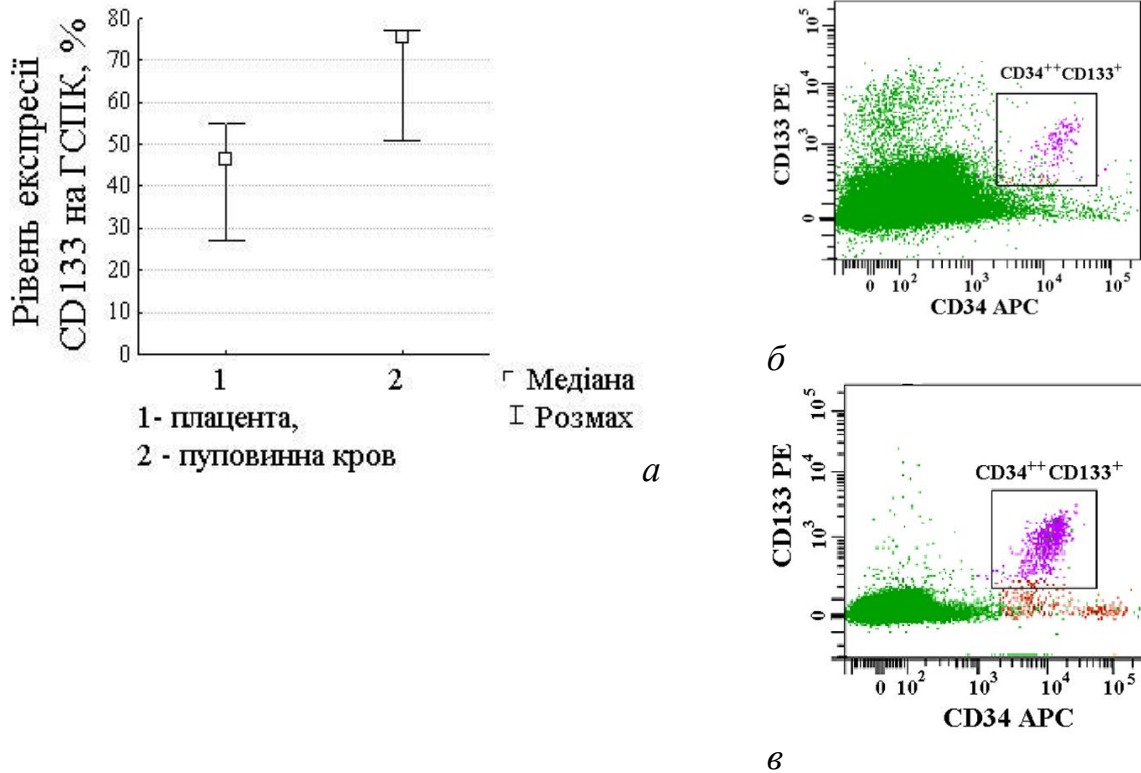 Рівень експресії
CD133 на ГСПК, %
80
70
60
50
40
30
20
10
0
1
2
Медіана
Розмах
1- плацента,
2 - пуповинна кров
а
CD34++CD133+
CD133 PE
10^5
10^4
10^3
0
0 10^2 10^3 10^4 10^5
CD34 APC
б
CD34++ CD133+
CD133 PE
10^5
10^4
10^3
0
0 10^2 10^3 10^4 10^5
CD34 APC
в